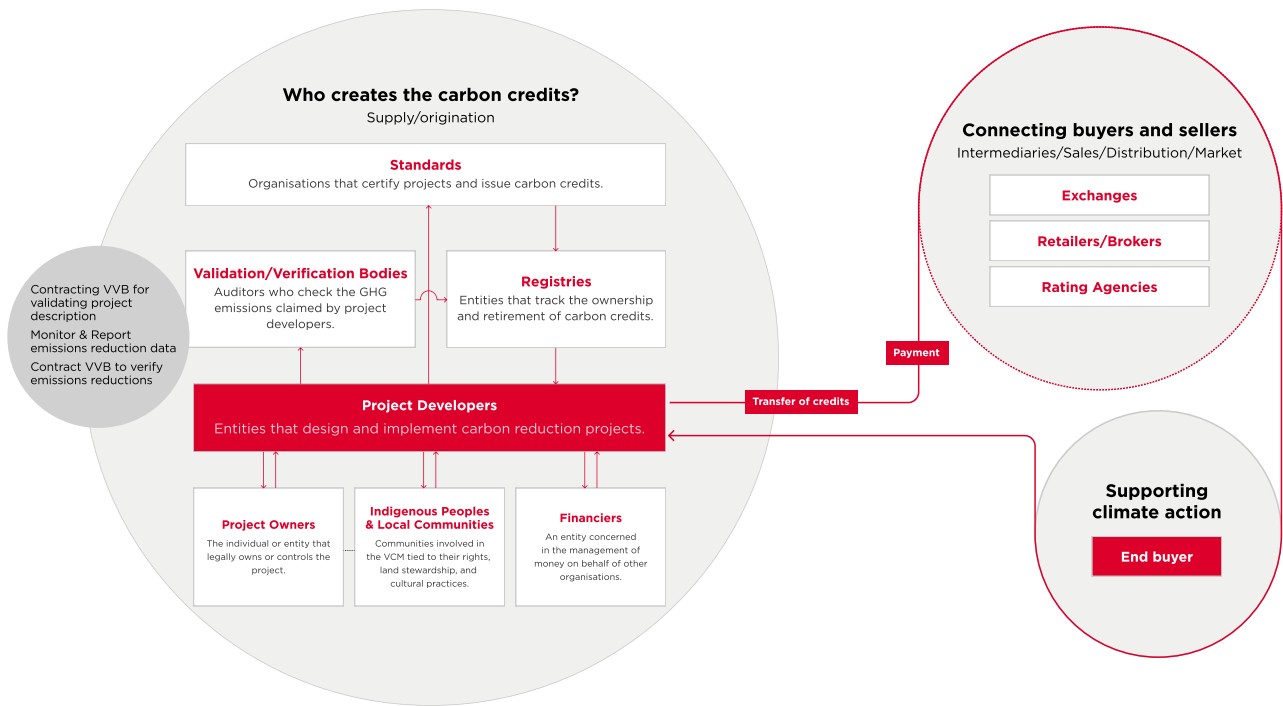 Who creates the carbon credits?
Supply/origination
Standards
Organisations that certify projects and issue carbon credits.
Validation/Verification Bodies
Auditors who check the GHG
emissions claimed by project
developers.
Registries
Entities that track the ownership
and retirement of carbon credits.
Contracting VVB for
validating project
description
Monitor & Report
emissions reduction data
Contract VVB to verify
emissions reductions
Project Developers
Entities that design and implement carbon reduction projects.
Project Owners
The individual or entity that
legally owns or controls the
project.
Indigenous Peoples
& Local Communities
Communities involved in
the VCM tied to their rights,
land stewardship, and
cultural practices.
Financiers
An entity concerned
in the management of
money on behalf of other
organisations.
Transfer of credits
Payment
Connecting buyers and sellers
Intermediaries/Sales/Distribution/Market
Exchanges
Retailers/Brokers
Rating Agencies
Supporting
climate action
End buyer